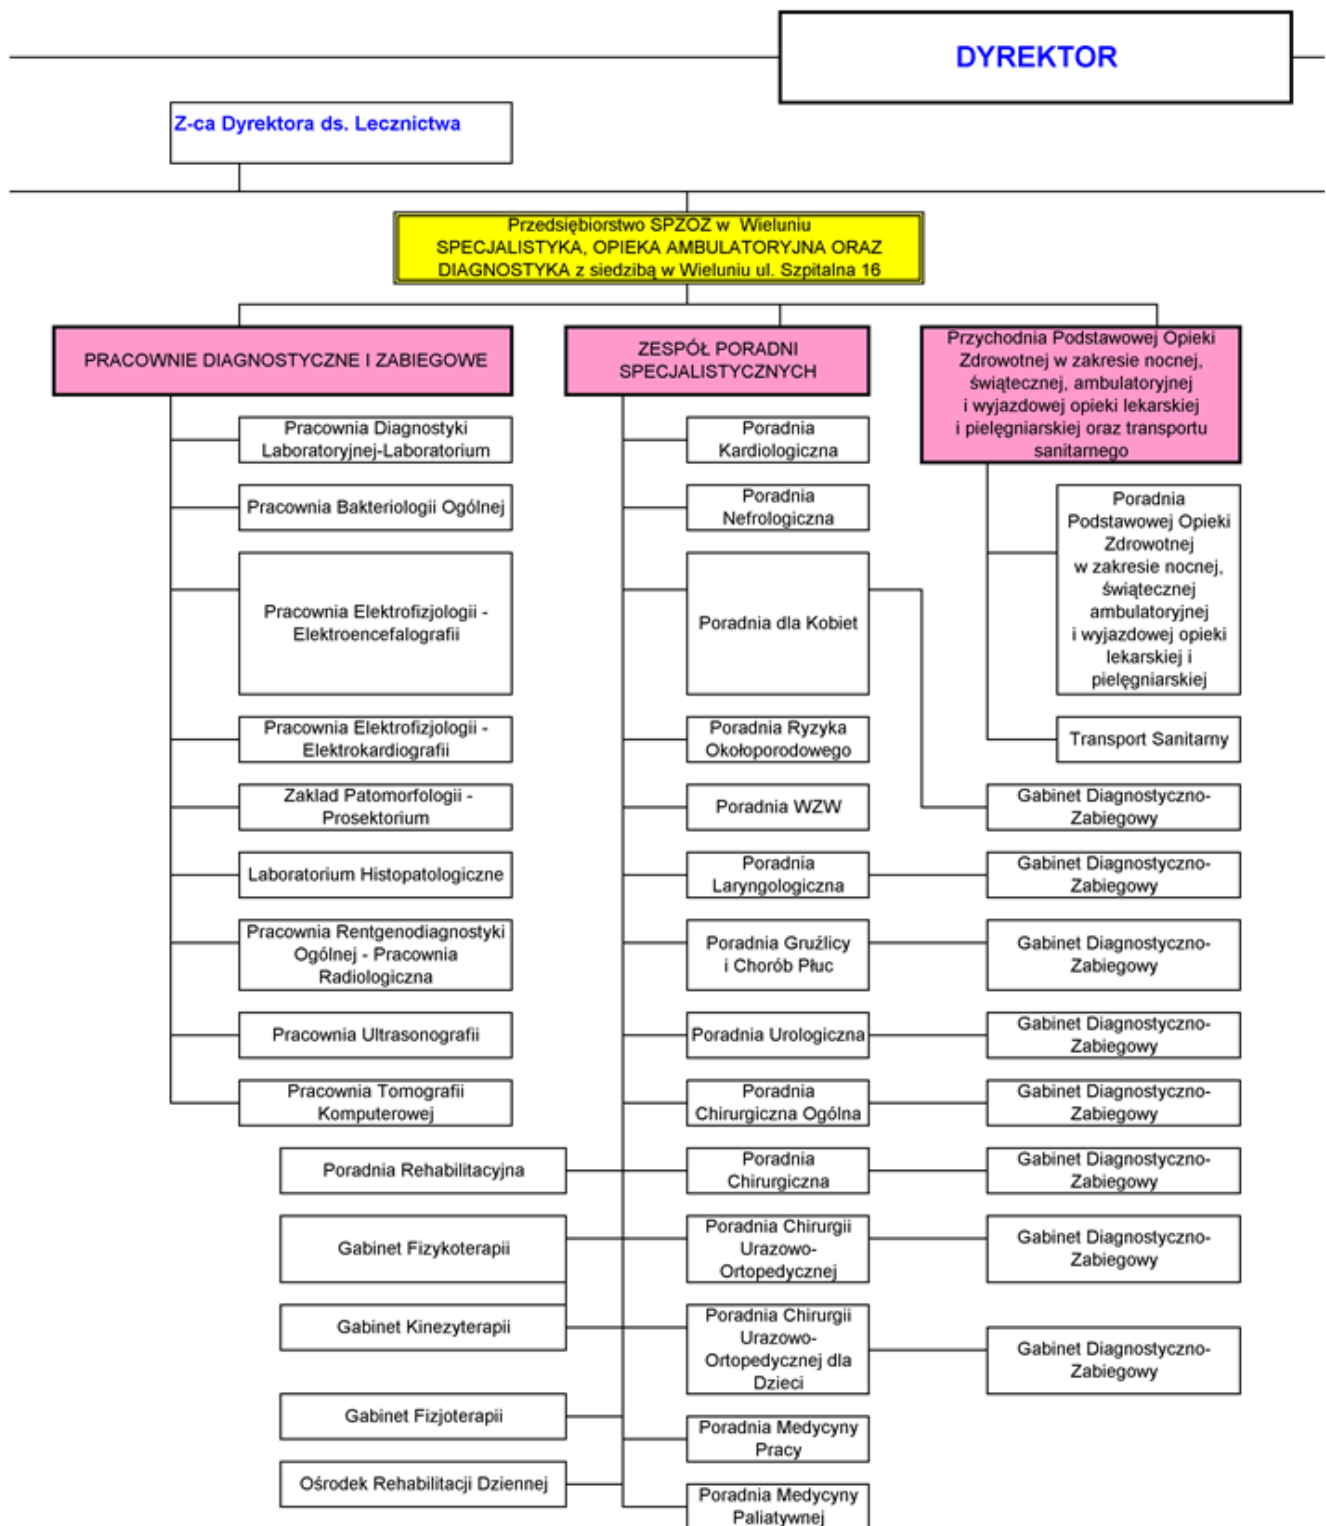 DYREKTOR
Z-ca Dyrektora ds. Lecznictwa
Przedsiębiorstwo SPZOZ w Wieluniu
SPECJALISTYKA, OPIEKA AMBULATORYJNA ORAZ
DIAGNOSTYKA z siedzibą w Wieluniu ul. Szpitalna 16
PRACOWNIE DIAGNOSTYCZNE I ZABIEGOWE
Pracownia Diagnostyki
Laboratoryjnej-Laboratorium
Pracownia Bakteriologii Ogólnej
Pracownia Elektrofizjologii -
Elektroencefalografii
Pracownia Elektrofizjologii -
Elektrokardiografii
Zaklad Patomorfologii -
Prosektorium
Laboratorium Histopatologiczne
Pracownia Rentgenodiagnostyki
Ogólnej - Pracownia
Radiologiczna
Pracownia Ultrasonografii
Pracownia Tomografii
Komputerowej
ZESPÓŁ PORADNI
SPECJALISTYCZNYCH
Poradnia
Kardiologiczna
Poradnia
Nefrologiczna
Poradnia dla Kobiet
Gabinet Diagnostyczno-
Zabiegowy
Poradnia Ryzyka
Okołoporodowego
Poradnia WZW
Poradnia
Laryngologiczna
Gabinet Diagnostyczno-
Zabiegowy
Poradnia Gruźlicy
i Chorób Płuc
Gabinet Diagnostyczno-
Zabiegowy
Poradnia Urologiczna
Gabinet Diagnostyczno-
Zabiegowy
Poradnia
Chirurgiczna Ogólna
Gabinet Diagnostyczno-
Zabiegowy
Poradnia Rehabilitacyjna
Poradnia
Chirurgiczna
Gabinet Diagnostyczno-
Zabiegowy
Gabinet Fizykoterapii
Poradnia Chirurgii
Urazowo-
Ortopedycznej
Gabinet Diagnostyczno-
Zabiegowy
Gabinet Kinezyterapii
Poradnia Chirurgii
Urazowo-
Ortopedycznej dla
Dzieci
Gabinet Diagnostyczno-
Zabiegowy
Gabinet Fizjoterapii
Poradnia Medycyny
Pracy
Ośrodek Rehabilitacji Dziennej
Poradnia Medycyny
Paliatywnej
Przychodnia Podstawowej Opieki
Zdrowotnej w zakresie nocnej,
świątecznej, ambulatoryjnej
i wyjazdowej opieki lekarskiej
i pielęgniarskiej oraz transportu
sanitarnego
Poradnia
Podstawowej Opieki
Zdrowotnej
w zakresie nocnej,
świątecznej
ambulatoryjnej
i wyjazdowej opieki
lekarskiej i
pielęgniarskiej
Transport Sanitarny